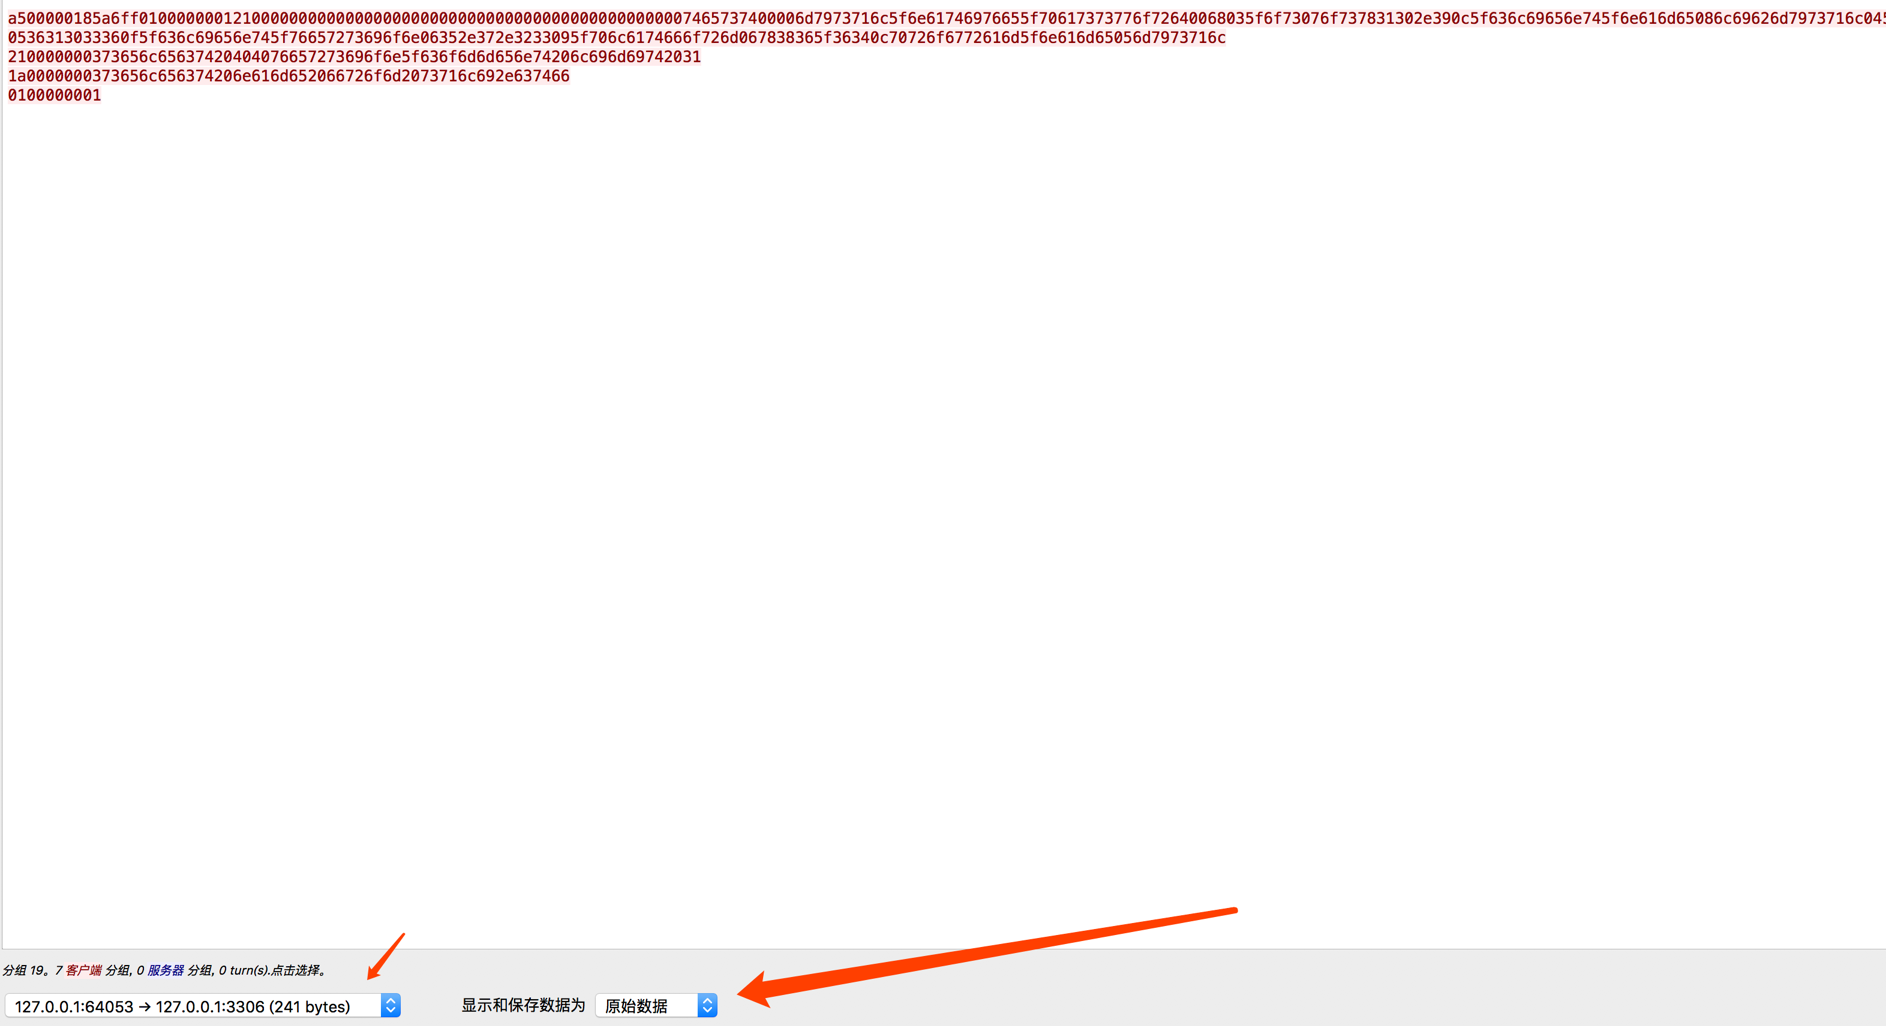 a500000185a6ff0100000001210000000000000000000000000000000000000000000000746573740006d7973716c5f6e61746976655f70617373776f72640068035f6f73076f737831302e390c5f636c69656e745f6e616d65086c69626d7973716c045
0536313033360f5f636c69656e745f76657273696f6e06352e372e3233095f706c6174666f726d067838365f36340c70726f6772616d5f6e616d65056d7973716c
210000000373656c65637420404076657273696f6e5f636f6d6d656e74206c696d69742031
1a0000000373656c656374206e616d652066726f6d2073716c692e637466
0100000001
分组 19。7 客户端 分组, 0 服务器 分组, 0 turn(s).点击选择。
127.0.0.1:64053 → 127.0.0.1:3306 (241 bytes) 显示和保存数据为 原始数据